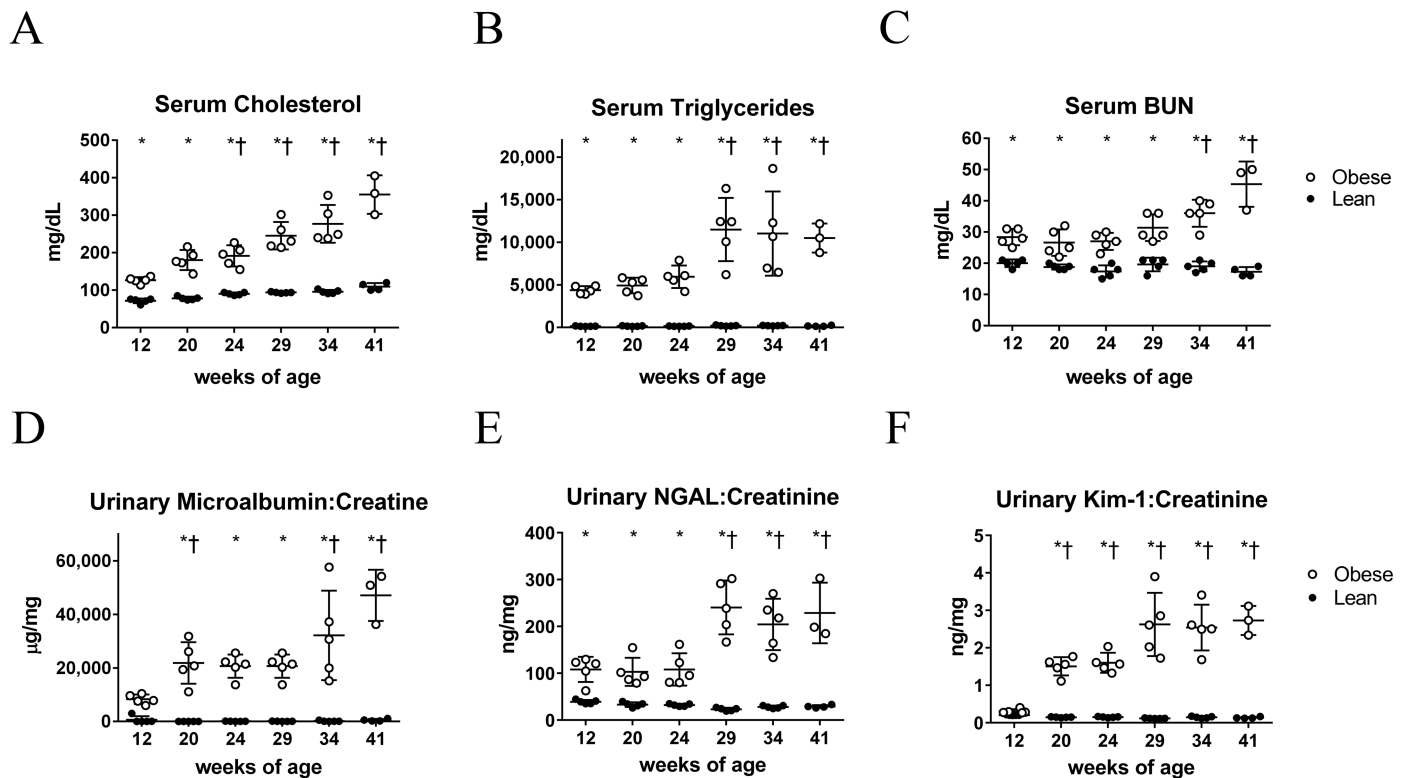 A
B
C
Serum Cholesterol
500
400
300
200
100
0
mg/dL
* * *† *† *† *†
12 20 24 29 34 41
weeks of age
Serum Triglycerides
20,000
15,000
10,000
5,000
0
mg/dL
* * * *† *† *†
12 20 24 29 34 41
weeks of age
Serum BUN
60
50
40
30
20
10
0
mg/dL
* * * * *† *†
12 20 24 29 34 41
weeks of age
Obese
Lean
D
E
F
Urinary Microalbumin:Creatine
60,000
40,000
20,000
0
µg/mg
*† * * *† *†
12 20 24 29 34 41
weeks of age
Urinary NGAL:Creatinine
400
300
200
100
0
ng/mg
* * * *† *† *†
12 20 24 29 34 41
weeks of age
Urinary Kim-1:Creatinine
5
4
3
2
1
0
ng/mg
*† *† *† *† *†
12 20 24 29 34 41
weeks of age
Obese
Lean